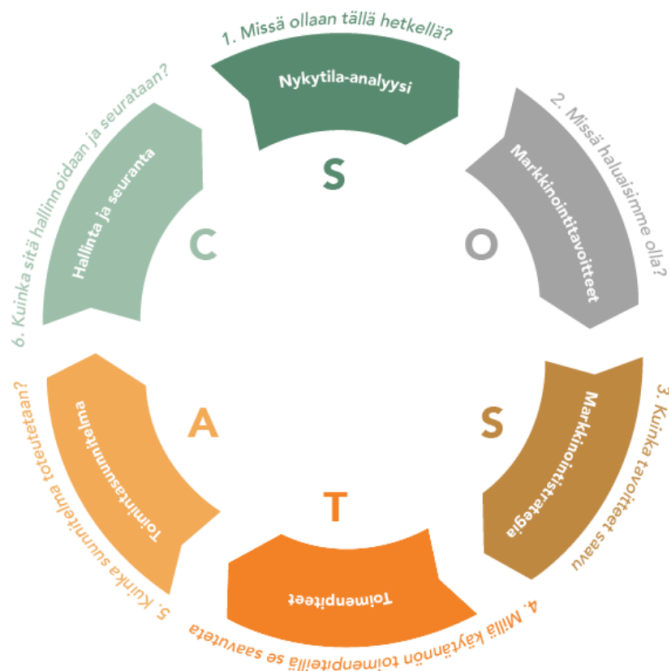 1. Missä ollaan tällä hetkellä?
Nykytila-analyysi
S
2. Missä haluaisimme olla?
Markkinointitavoitteet
O
3. Kuinka tavoitteet saavu
Markkinointistrategia
S
4. Millä käytännön toimenpiteillä se saavuteta
Toimenpiteet
T
5. Kuinka suunnitelma toteutetaan?
Toimintasuunnitelma
A
6. Kuinka sitä hallinnoidaan ja seurataan?
Hallinta ja seuranta
C